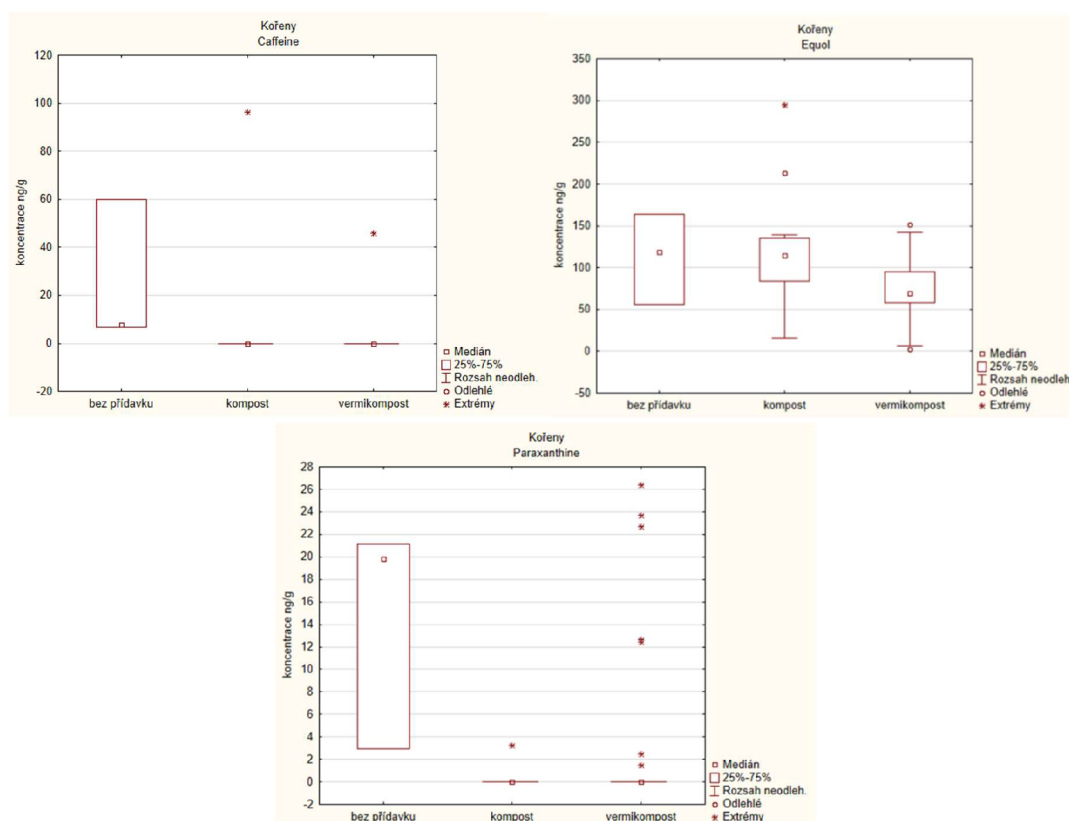 Kořeny
Caffeine
120
100
80
60
40
20
0
-20
koncentrace ng/g
bez přídavku
kompost
vermikompost
Medián
25%-75%
Rozsah neodleh.
Odlehlé
Extrémy
Kořeny
Equol
350
300
250
200
150
100
50
0
-50
koncentrace ng/g
bez přídavku
kompost
vermikompost
Medián
25%-75%
Rozsah neodleh.
Odlehlé
Extrémy
Kořeny
Paraxanthine
28
26
24
22
20
18
16
14
12
10
8
6
4
2
0
-2
koncentrace ng/g
bez přídavku
kompost
vermikompost
Medián
25%-75%
Rozsah neodleh.
Odlehlé
Extrémy